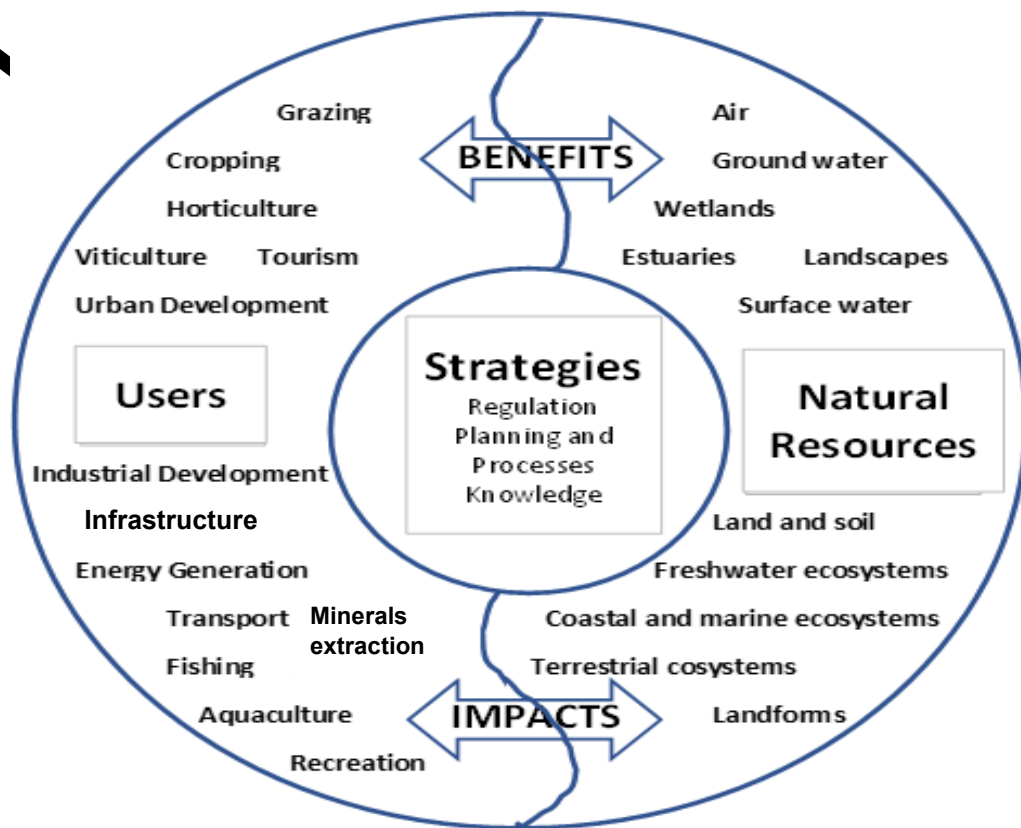 Grazing
Air
BENEFITS
Cropping
Ground water
Horticulture
Wetlands
Viticulture
Tourism
Estuaries
Landscapes
Urban Development
Surface water
Strategies
Regulation
Planning and
Processes
Knowledge
Users
Natural
Resources
Industrial Development
Infrastructure
Land and soil
Energy Generation
Freshwater ecosystems
Transport
Minerals
extraction
Coastal and marine ecosystems
Fishing
Terrestrial cosystems
Aquaculture
IMPACTS
Landforms
Recreation